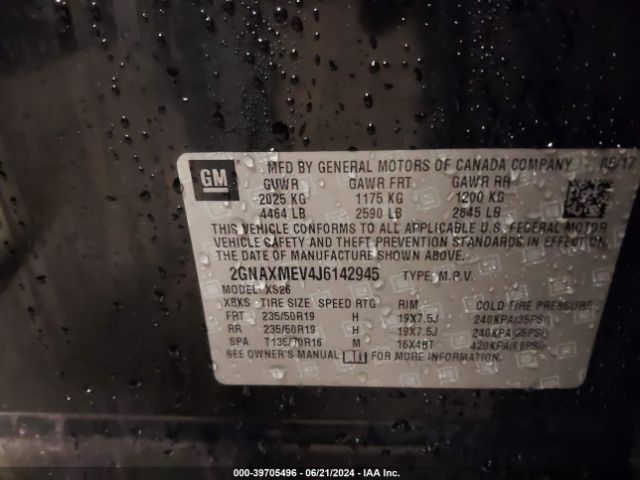 GM
MFD BY GENERAL MOTORS OF CANADA COMPANY 08/17
GVWR GAWR FRT GAWR RR
2025 KG 1175 KG 1200 KG
4464 LB 2590 LB 2645 LB
THIS VEHICLE CONFORMS TO ALL APPLICABLE U.S. FEDERAL MOTOR
VEHICLE SAFETY AND THEFT PREVENTION STANDARDS IN EFFECT ON
THE DATE OF MANUFACTURE SHOWN ABOVE.
2GNAXMEV4J6142945 TYPE: M.P.V.
MODEL: XS26
XBXS TIRE SIZE SPEED RTG RIM COLD TIRE PRESSURE
FRT 235/50R19 H 19X7.5J 240KPA(35PSI)
RR 235/50R19 H 19X7.5J 240KPA(35PSI)
SPA T135/70R16 M 16X4BT 420KPA(60PSI)
SEE OWNER'S MANUAL FOR MORE INFORMATION.
000-39705496 - 06/21/2024 - IAA Inc.